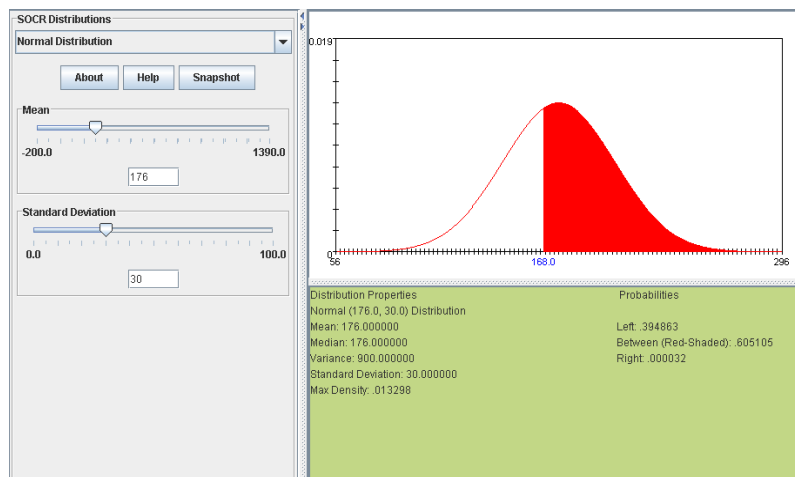 SOCR Distributions
Normal Distribution
About Help Snapshot
Mean
-200.0 1390.0
176
Standard Deviation
0.0 100.0
30
0.019
0
56 168.0 296
Distribution Properties Probabilities
Normal (176.0, 30.0) Distribution
Mean: 176.000000 Left: .394863
Median: 176.000000 Between (Red-Shaded): .605105
Variance: 900.000000 Right: .000032
Standard Deviation: 30.000000
Max Density: .013298